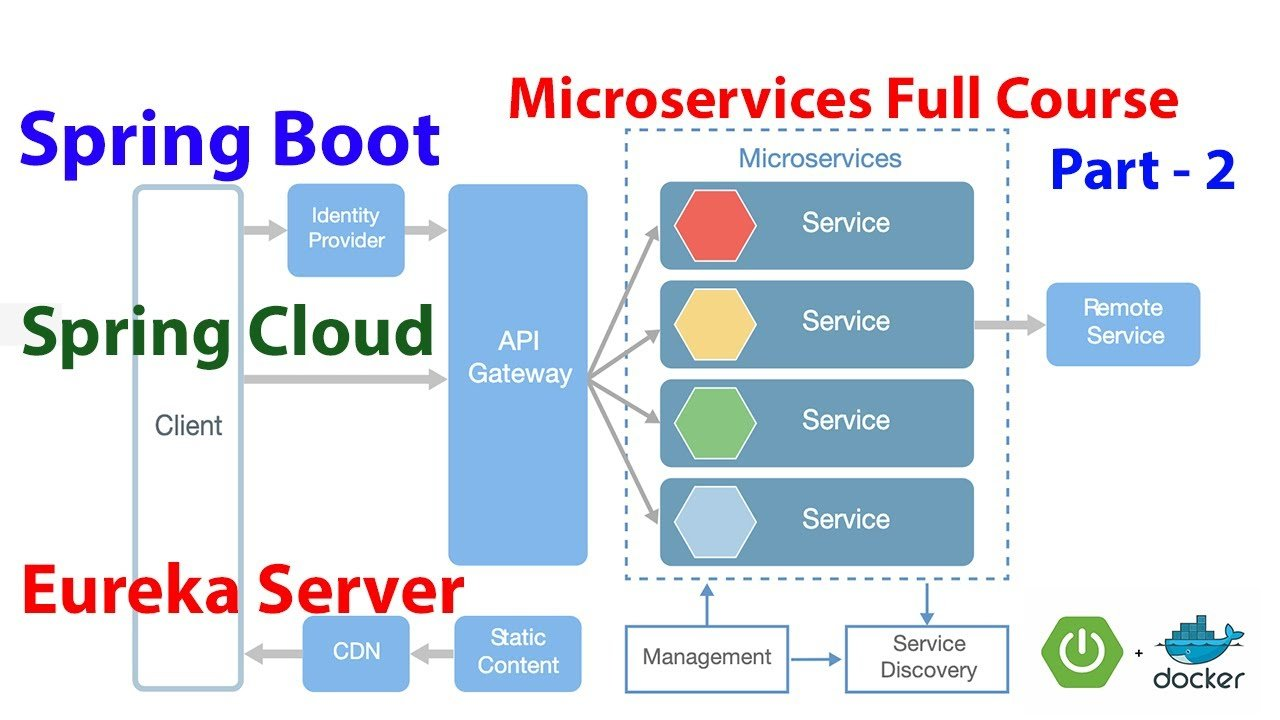 Microservices Full Course
Spring Boot
Part - 2
Microservices
Identity
Provider
Service
Spring Cloud
API
Gateway
Service
Remote
Service
Client
Service
Service
Eureka Server
CDN
Static
Content
Management
Service
Discovery
+
docker